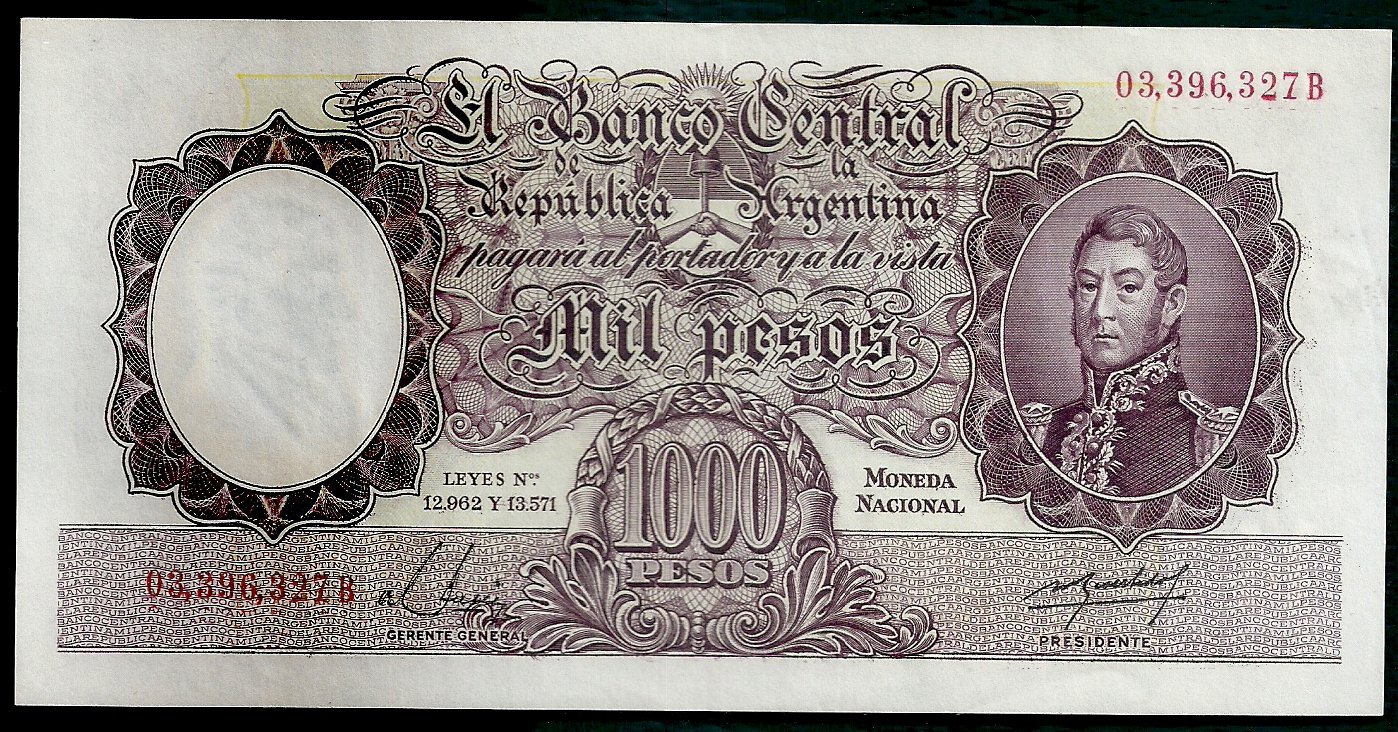 03,396,327 B
El Banco Central
de la
República Argentina
pagará al portador y a la vista
Mil pesos
LEYES Nos.
12.962 Y 13.571
1000
PESOS
MONEDA
NACIONAL
03,396,327 B
GERENTE GENERAL
PRESIDENTE